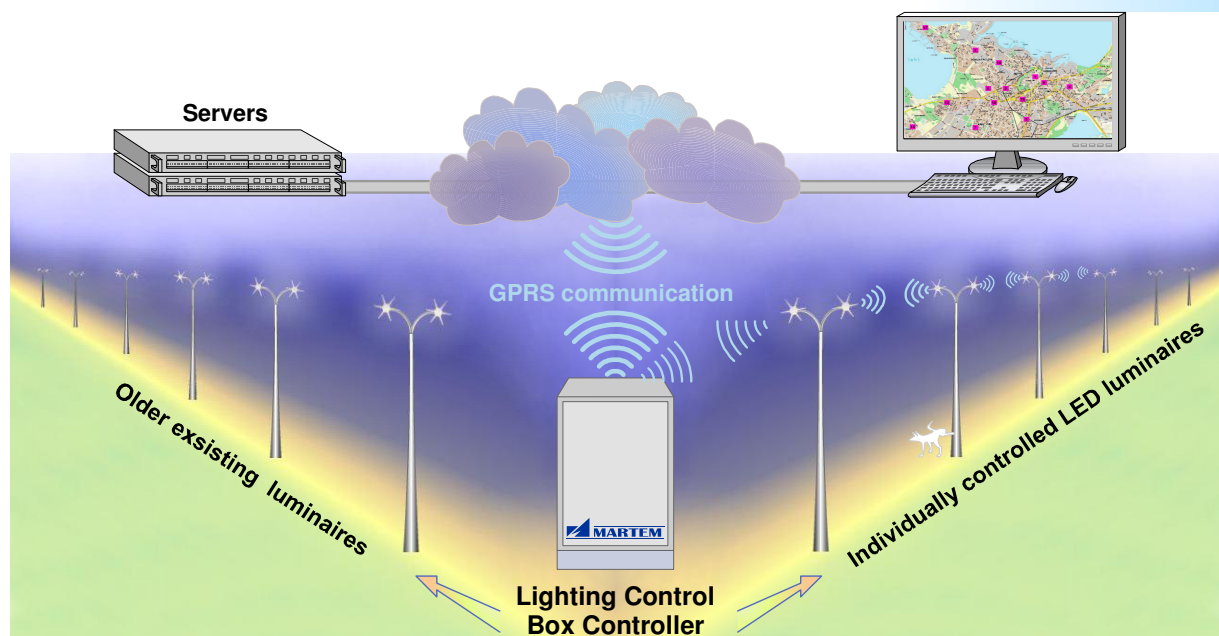 Servers
GPRS communication
Older exsisting luminaires
Individually controlled LED luminaires
MARTEM
Lighting Control
Box Controller